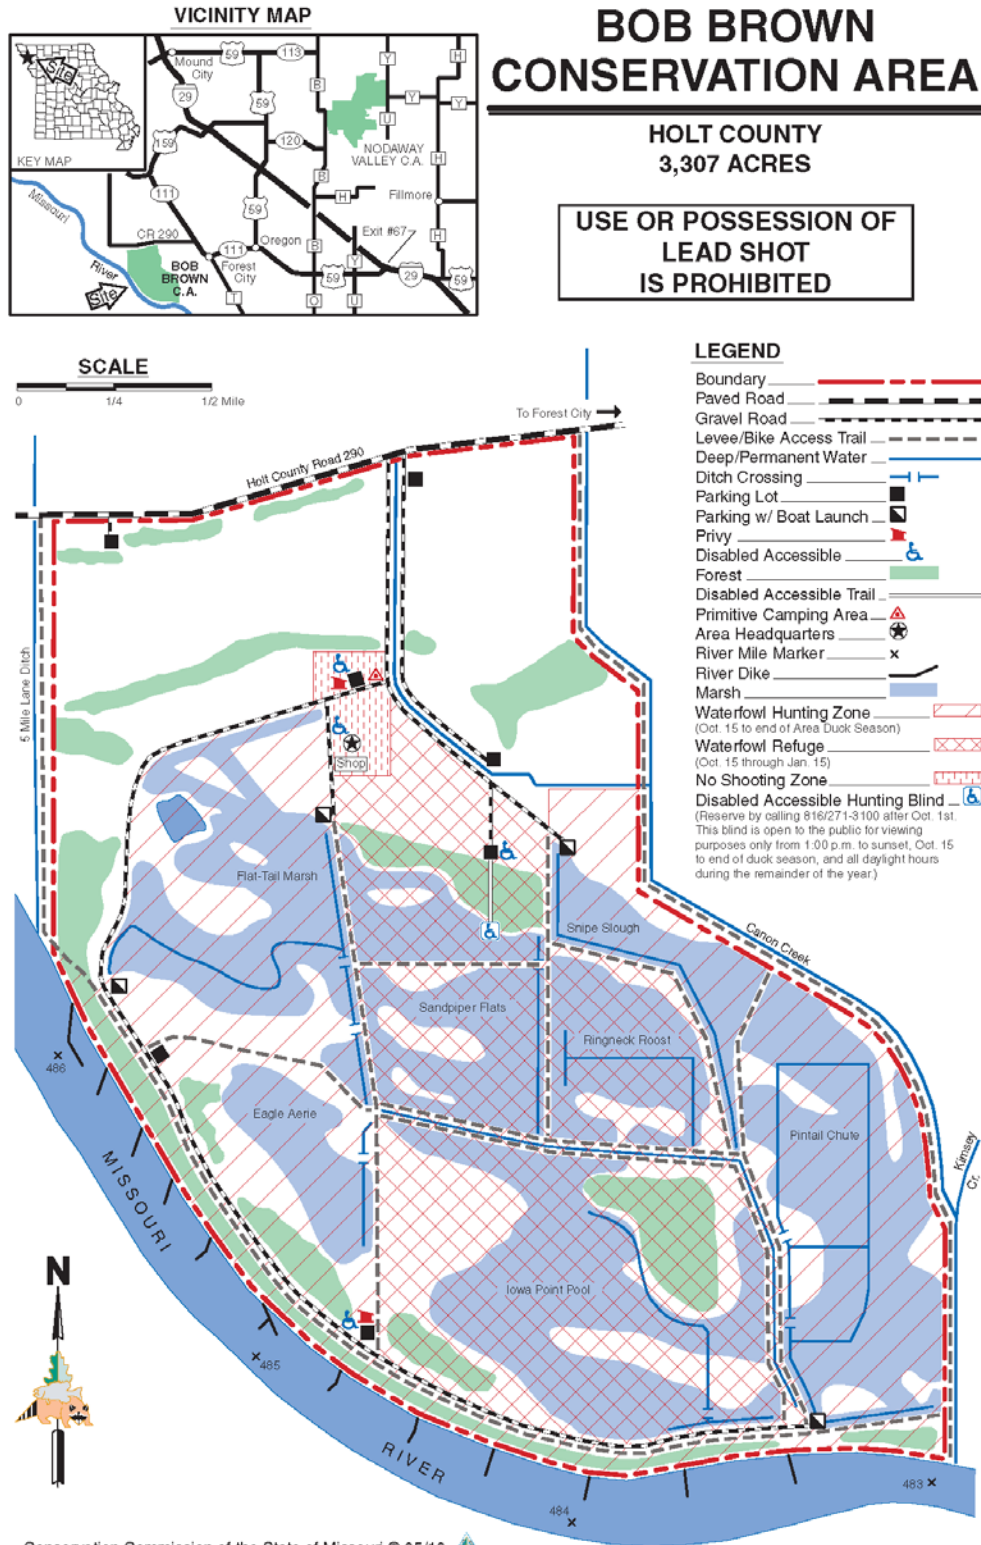 VICINITY MAP
59
113
Mound
City
B
Y
H
29
59
Y
Y
U
Site
159
120
NODAWAY
VALLEY C.A.
H
KEY MAP
B
111
H
Fillmore
Missouri
59
Exit #67
H
CR 290
111
Oregon
B
River
BOB
BROWN
C.A.
Forest
City
Y
59
29
59
Site
T
O
U
BOB BROWN
CONSERVATION AREA
HOLT COUNTY
3,307 ACRES
USE OR POSSESSION OF
LEAD SHOT
IS PROHIBITED
SCALE
0 1/4 1/2 Mile
LEGEND
Boundary
Paved Road
Gravel Road
Levee/Bike Access Trail
Deep/Permanent Water
Ditch Crossing
Parking Lot
Parking w/ Boat Launch
Privy
Disabled Accessible
Forest
Disabled Accessible Trail
Primitive Camping Area
Area Headquarters
River Mile Marker x
River Dike
Marsh
Waterfowl Hunting Zone
(Oct. 15 to end of Area Duck Season)
Waterfowl Refuge
(Oct. 15 through Jan. 15)
No Shooting Zone
Disabled Accessible Hunting Blind
(Reserve by calling 816/271-3100 after Oct. 1st.
This blind is open to the public for viewing
purposes only from 1:00 p.m. to sunset, Oct. 15
to end of duck season, and all daylight hours
during the remainder of the year.)
To Forest City
Holt County Road 290
5 Mile Lane Ditch
Shop
Flat-Tail Marsh
Snipe Slough
Canon Creek
Sandpiper Flats
Ringneck Roost
486
Eagle Aerie
Pintail Chute
Kimsey
Cr.
MISSOURI
N
Iowa Point Pool
485
RIVER
484
483
Conservation Commission of the State of Missouri ©